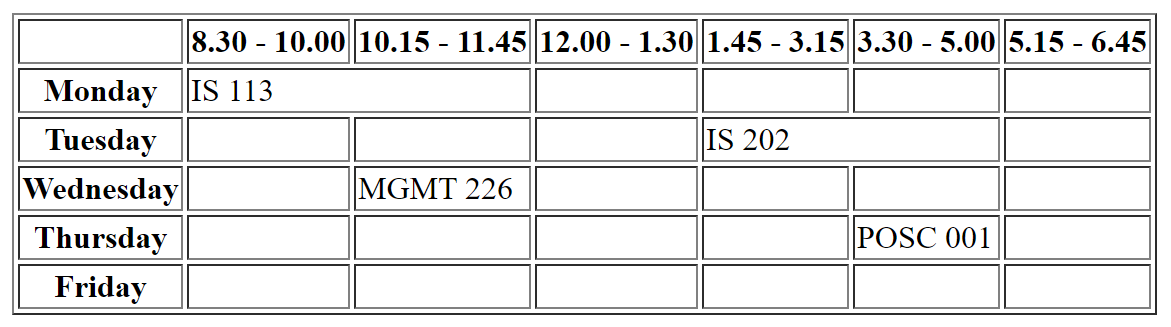 8.30 - 10.00 10.15 - 11.45 12.00 - 1.30 1.45 - 3.15 3.30 - 5.00 5.15 - 6.45
Monday IS 113
Tuesday IS 202
Wednesday MGMT 226
Thursday POSC 001
Friday